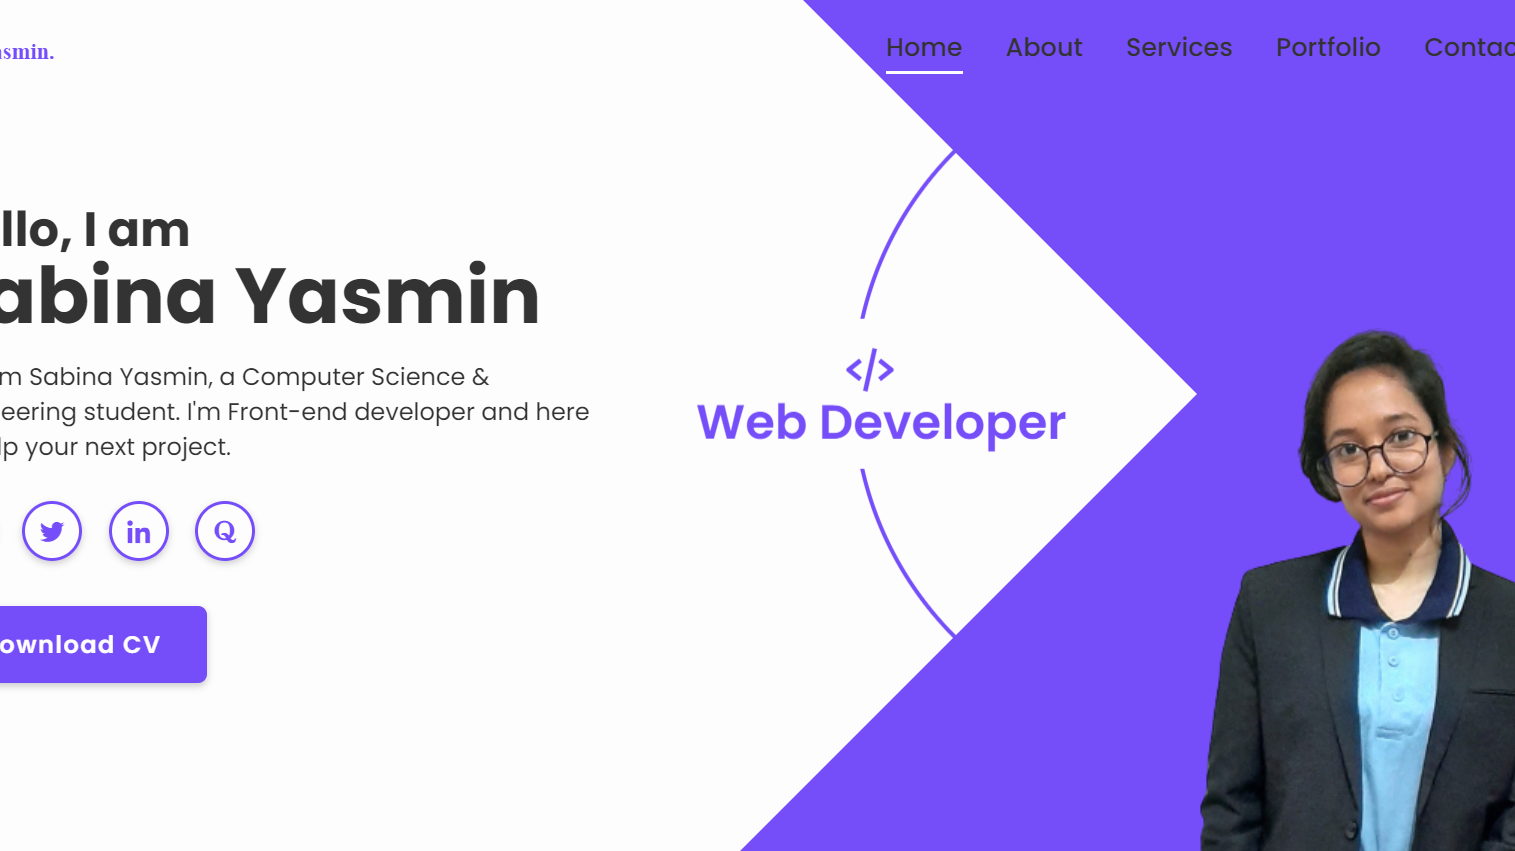 asmin.
Home About Services Portfolio Contac
llo, I am
abina Yasmin
m Sabina Yasmin, a Computer Science &
eering student. I'm Front-end developer and here
lp your next project.
</>
Web Developer
in
Q
ownload CV